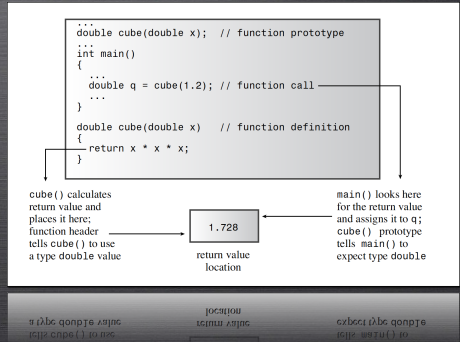 ...
double cube(double x);  // function prototype
...
int main()
{
  ...
  double q = cube(1.2); // function call
  ...
}
double cube(double x)   // function definition
{
  return x * x * x;
}
cube() calculates
return value and
places it here;
function header
tells cube() to use
a type double value
1.728
return value
location
main() looks here
for the return value
and assigns it to q;
cube() prototype
tells main() to
expect type double